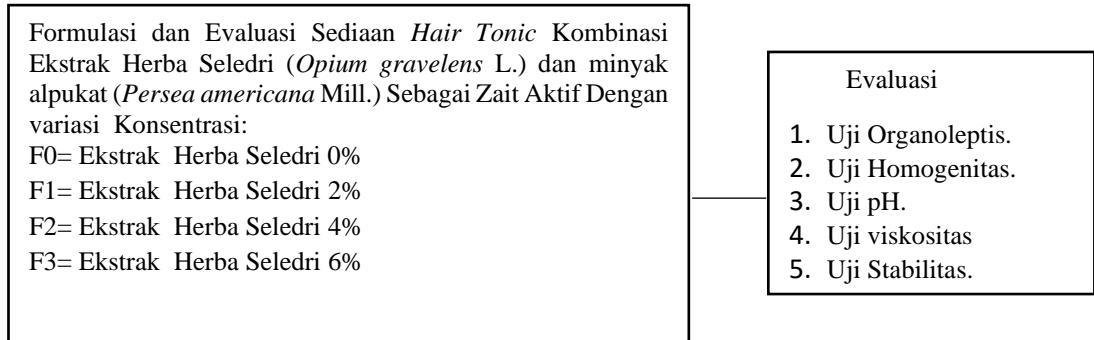 Formulasi dan Evaluasi Sediaan Hair Tonic Kombinasi
Ekstrak Herba Seledri (Opium gravelens L.) dan minyak
alpukat (Persea americana Mill.) Sebagai Zait Aktif Dengan
variasi Konsentrasi:
F0= Ekstrak Herba Seledri 0%
F1= Ekstrak Herba Seledri 2%
F2= Ekstrak Herba Seledri 4%
F3= Ekstrak Herba Seledri 6%
Evaluasi
1. Uji Organoleptis.
2. Uji Homogenitas.
3. Uji pH.
4. Uji viskositas
5. Uji Stabilitas.